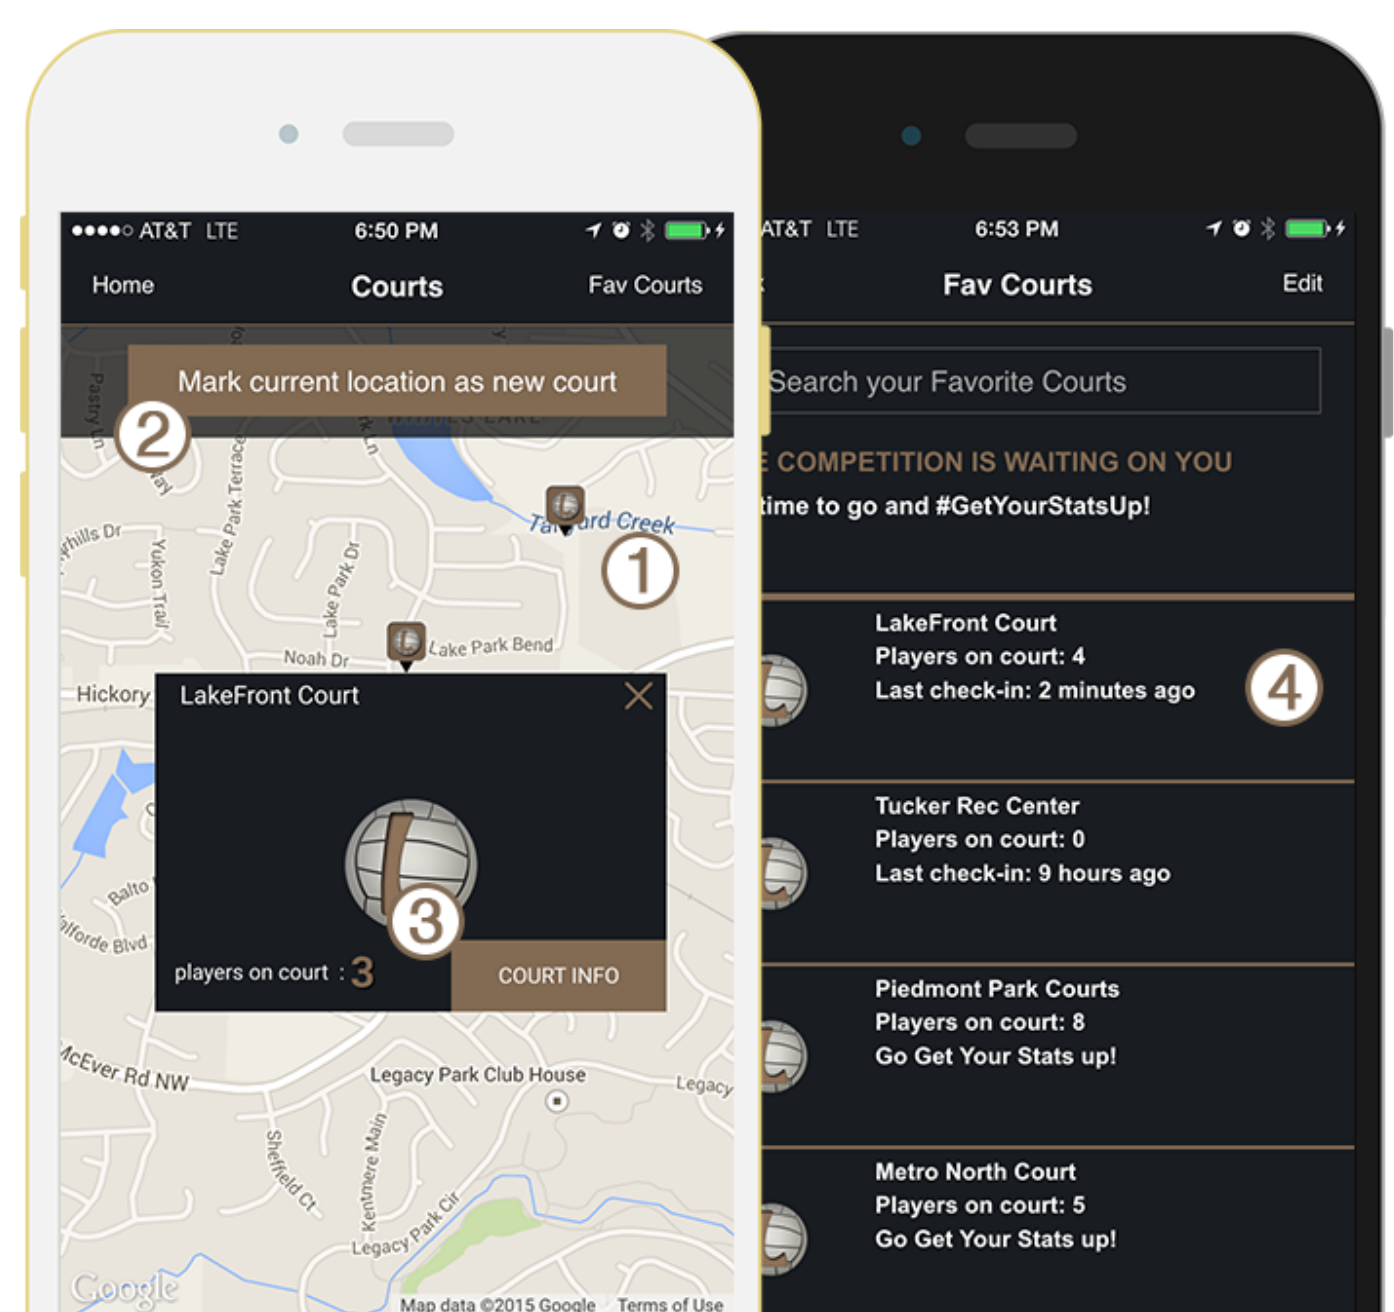 AT&T LTE 6:50 PM
Home Courts Fav Courts
Mark current location as new court
2
Pastry Ln
Lake Park Terrace
Way
Tanyard Creek
1
Yukon Trail
Lake Park Dr
Noah Dr
Lake Park Bend
Hickory
LakeFront Court
3
players on court : 3
COURT INFO
Balto
McEver Rd NW
Legacy Park Club House
Legacy
Sheffield Ct
Kentmere Main
Legacy Park Cir
Google
Map data ©2015 Google Terms of Use
AT&T LTE 6:53 PM
Fav Courts Edit
Search your Favorite Courts
COMPETITION IS WAITING ON YOU
time to go and #GetYourStatsUp!
LakeFront Court
Players on court: 4
Last check-in: 2 minutes ago
4
Tucker Rec Center
Players on court: 0
Last check-in: 9 hours ago
Piedmont Park Courts
Players on court: 8
Go Get Your Stats up!
Metro North Court
Players on court: 5
Go Get Your Stats up!